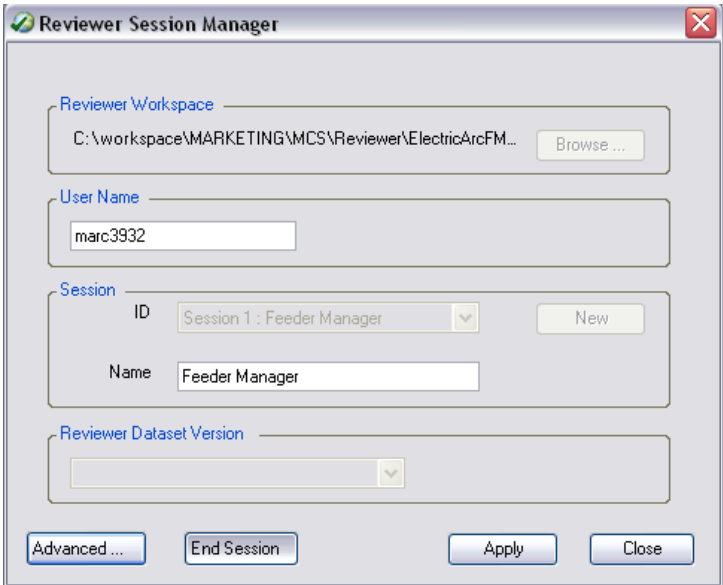 Reviewer Session Manager
Reviewer Workspace
C:\workspace\MARKETING\MCS\Reviewer\ElectricArcFM...
Browse ...
User Name
marc3932
Session
ID
Session 1 : Feeder Manager
New
Name
Feeder Manager
Reviewer Dataset Version
Advanced ...
End Session
Apply
Close